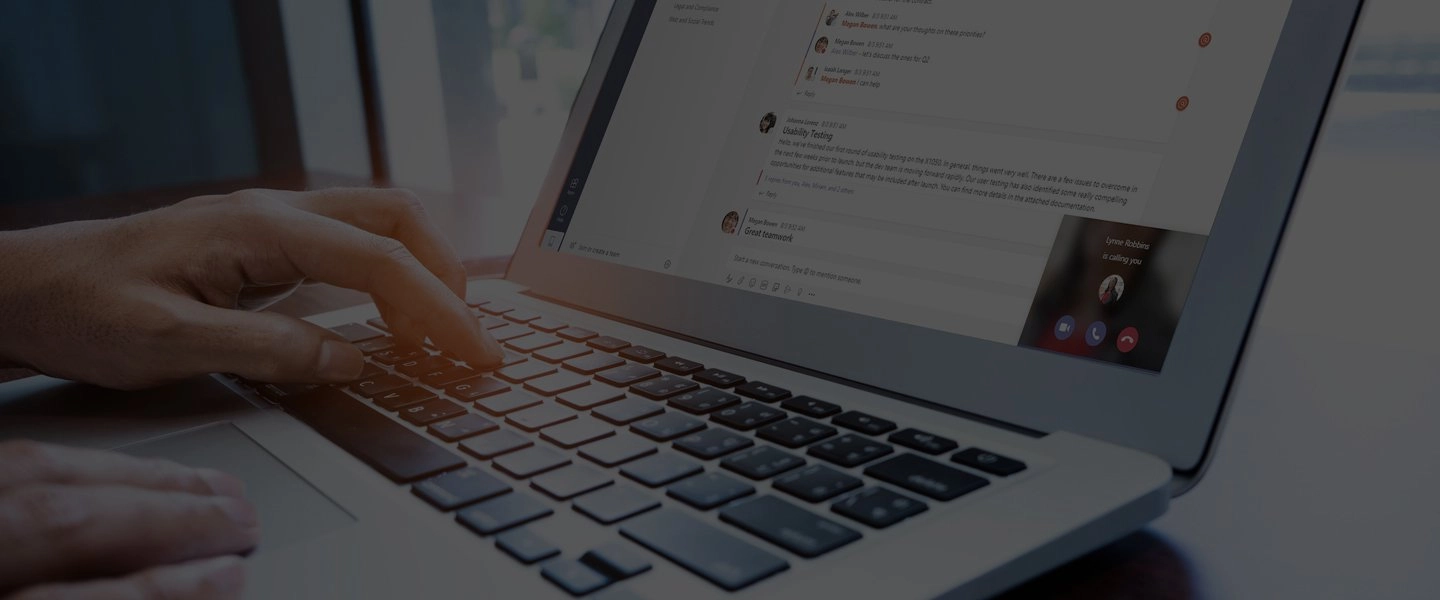 Legal and Compliance
Risk and Social Trends
for the contract.
Alex Wilber 8/3 9:31 AM
Megan Bowen what are your thoughts on these priorities?
Megan Bowen 8/3 9:31 AM
Alex Wilber - let's discuss the ones for Q2
Isaiah Langer 8/3 9:31 AM
Megan Bowen I can help
Reply
Johanna Lorenz 8/3 9:31 AM
Usability Testing
Hello, we've finished our first round of usability testing on the X1050. In general, things went very well. There are a few issues to overcome in
the next few weeks prior to launch, but the dev team is moving forward rapidly. Our user testing has also identified some really compelling
opportunities for additional features that may be included after launch. You can find more details in the attached documentation.
3 replies from you, Alex, Miriam, and 2 others
Reply
Megan Bowen 8/3 9:32 AM
Great teamwork
Start a new conversation. Type @ to mention someone.
Join or create a team
Lynne Robbins
is calling you
D F
C V B G